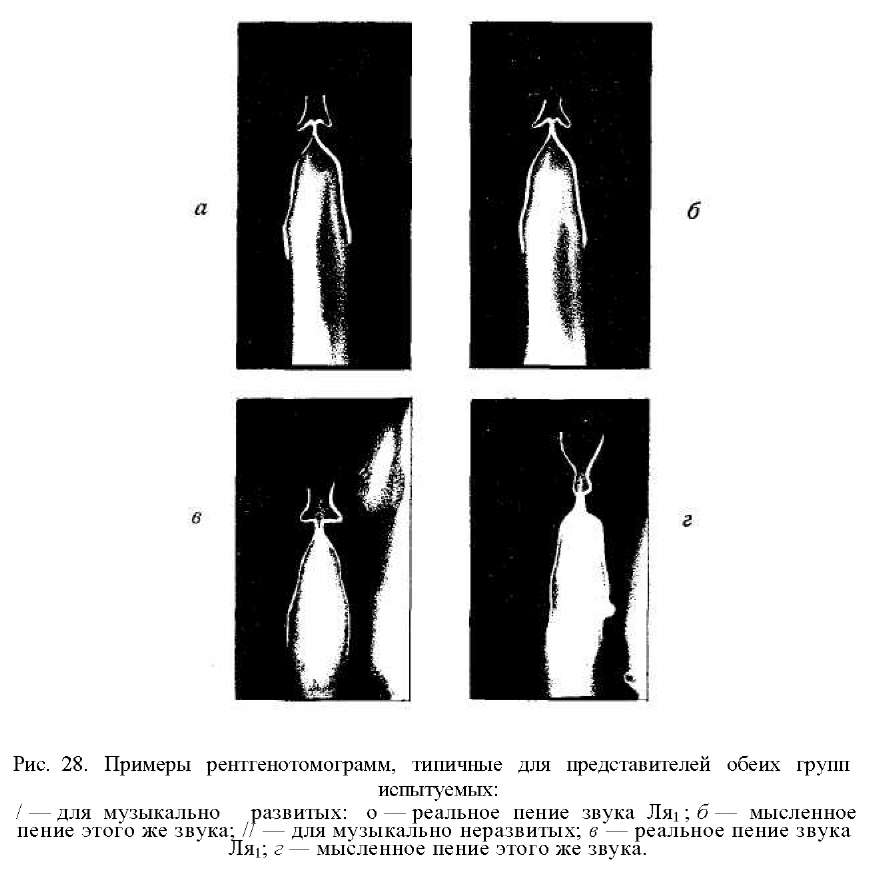 а
б
в
г
Рис. 28. Примеры рентгенотомограмм, типичные для представителей обеих групп
испытуемых:
/ — для музыкально развитых: о — реальное пение звука Ля₁; б — мысленное
пение этого же звука; // — для музыкально неразвитых; в — реальное пение звука
Ля₁; г — мысленное пение этого же звука.